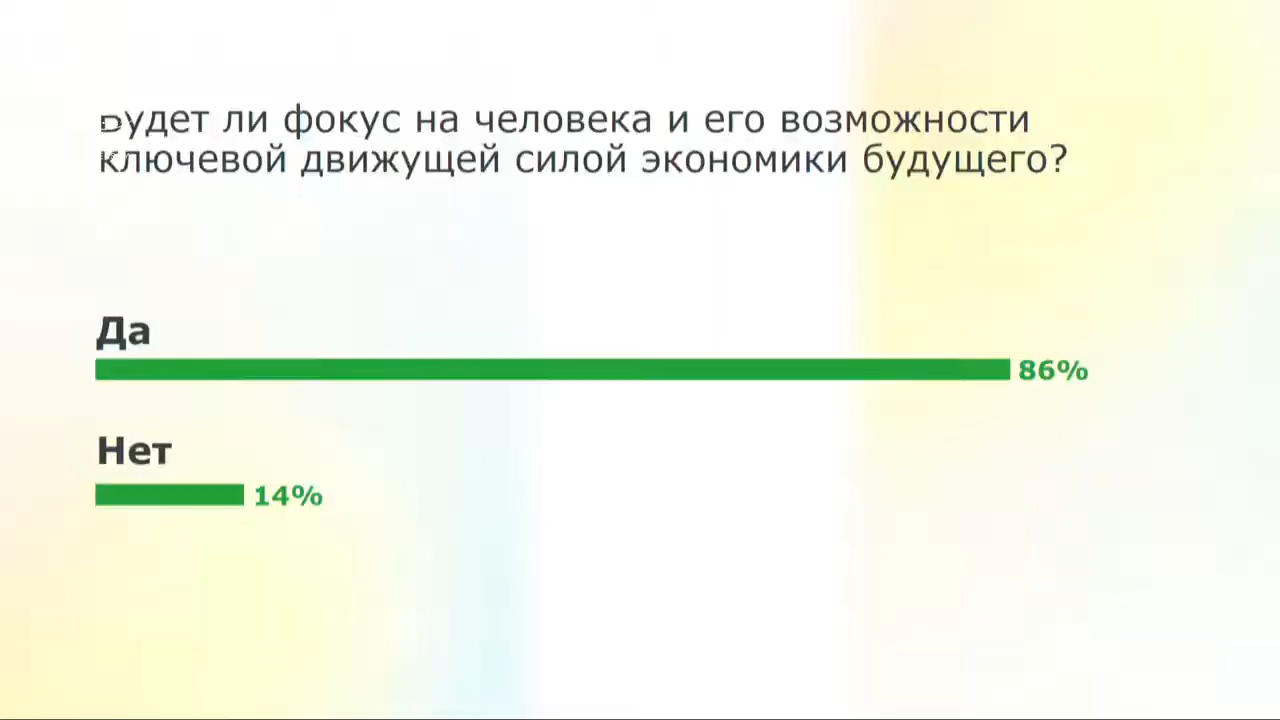 Будет ли фокус на человека и его возможности
ключевой движущей силой экономики будущего?
Да
86%
Нет
14%